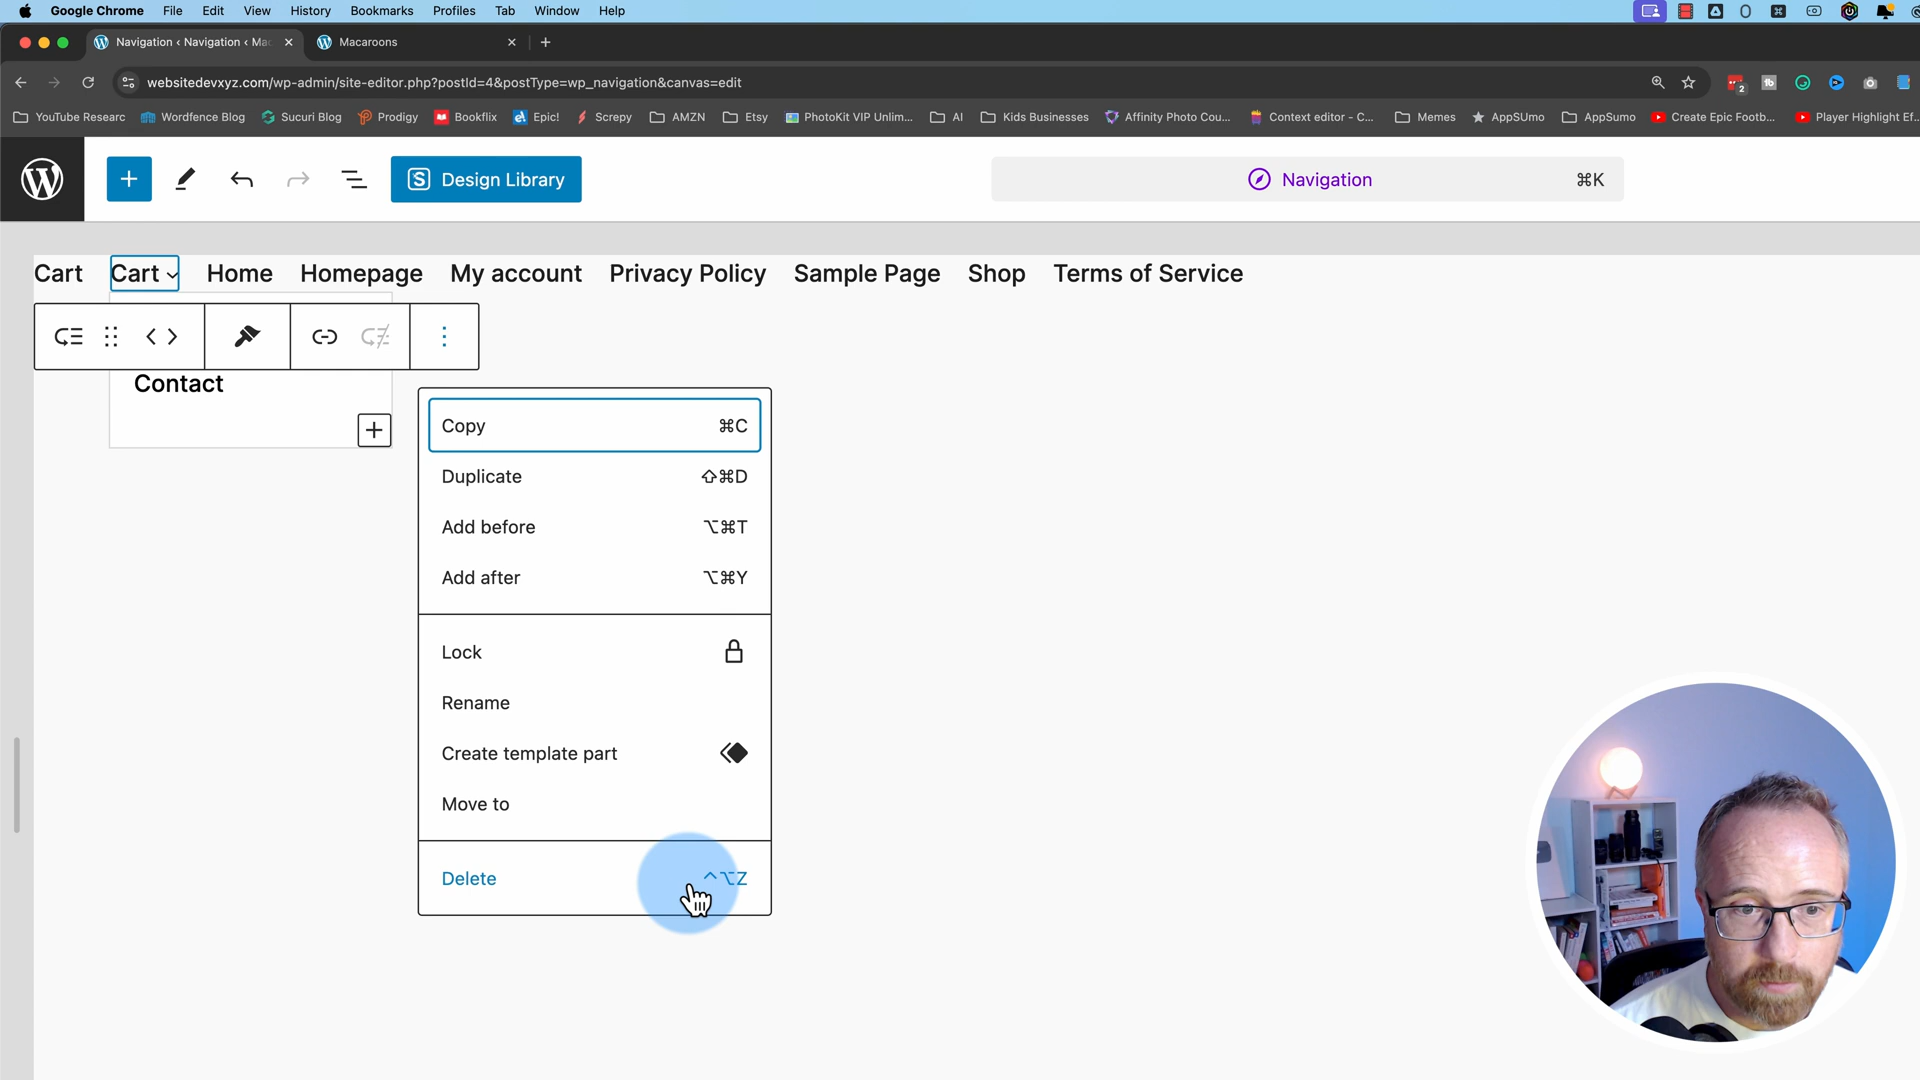 Google Chrome File Edit View History Bookmarks Profiles Tab Window Help
Navigation ‹ Navigation ‹ Ma
Macaroons
websitedevxyz.com/wp-admin/site-editor.php?postId=4&postType=wp_navigation&canvas=edit
2
YouTube Researc Wordfence Blog Sucuri Blog Prodigy Bookflix Epic! Screpy AMZN Etsy PhotoKit VIP Unlim... AI Kids Businesses Affinity Photo Cou... Context editor - C... Memes AppSUmo AppSumo Create Epic Footb... Player Highlight Ef...
Design Library
Navigation ⌘K
Cart Cart Home Homepage My account Privacy Policy Sample Page Shop Terms of Service
Contact
Copy ⌘C
Duplicate ⇧⌘D
Add before ⌥⌘T
Add after ⌥⌘Y
Lock
Rename
Create template part
Move to
Delete ^⌥Z